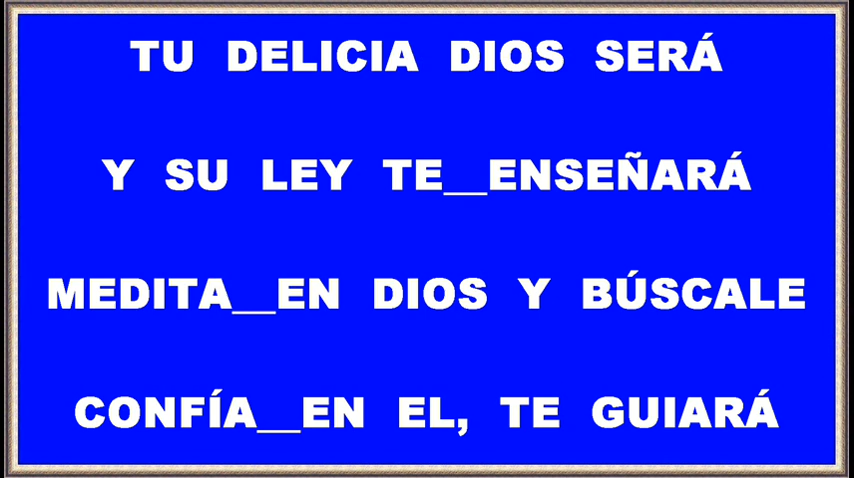 TU DELICIA DIOS SERÁ
Y SU LEY TE__ENSEÑARÁ
MEDITA__EN DIOS Y BÚSCALE
CONFÍA__EN EL, TE GUIARÁ